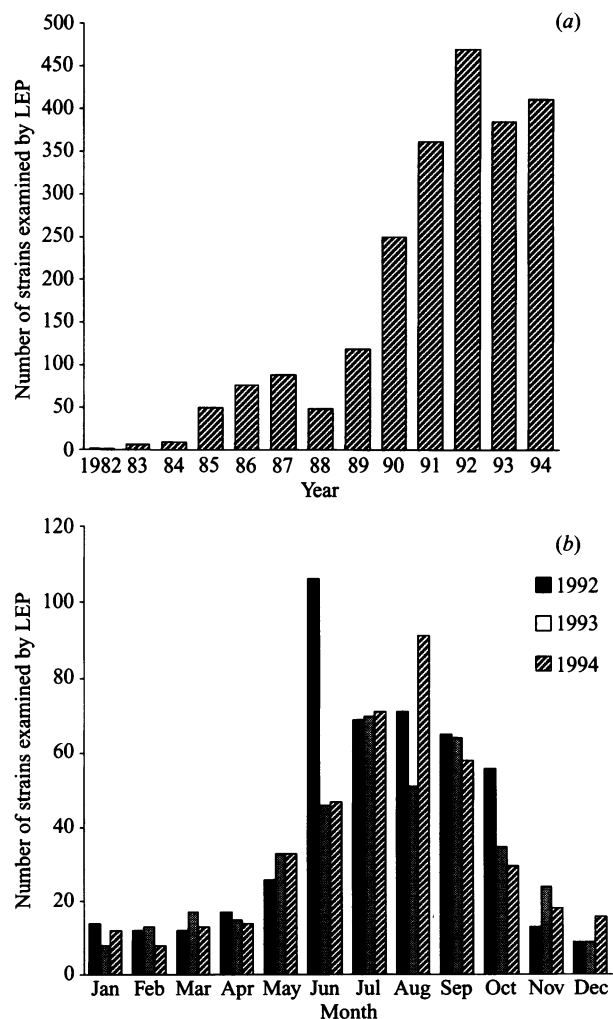 (a)
Number of strains examined by LEP
500
450
400
350
300
250
200
150
100
50
0
1982 83 84 85 86 87 88 89 90 91 92 93 94
Year
(b)
Number of strains examined by LEP
120
80
60
40
20
0
1992
1993
1994
Jan Feb Mar Apr May Jun Jul Aug Sep Oct Nov Dec
Month